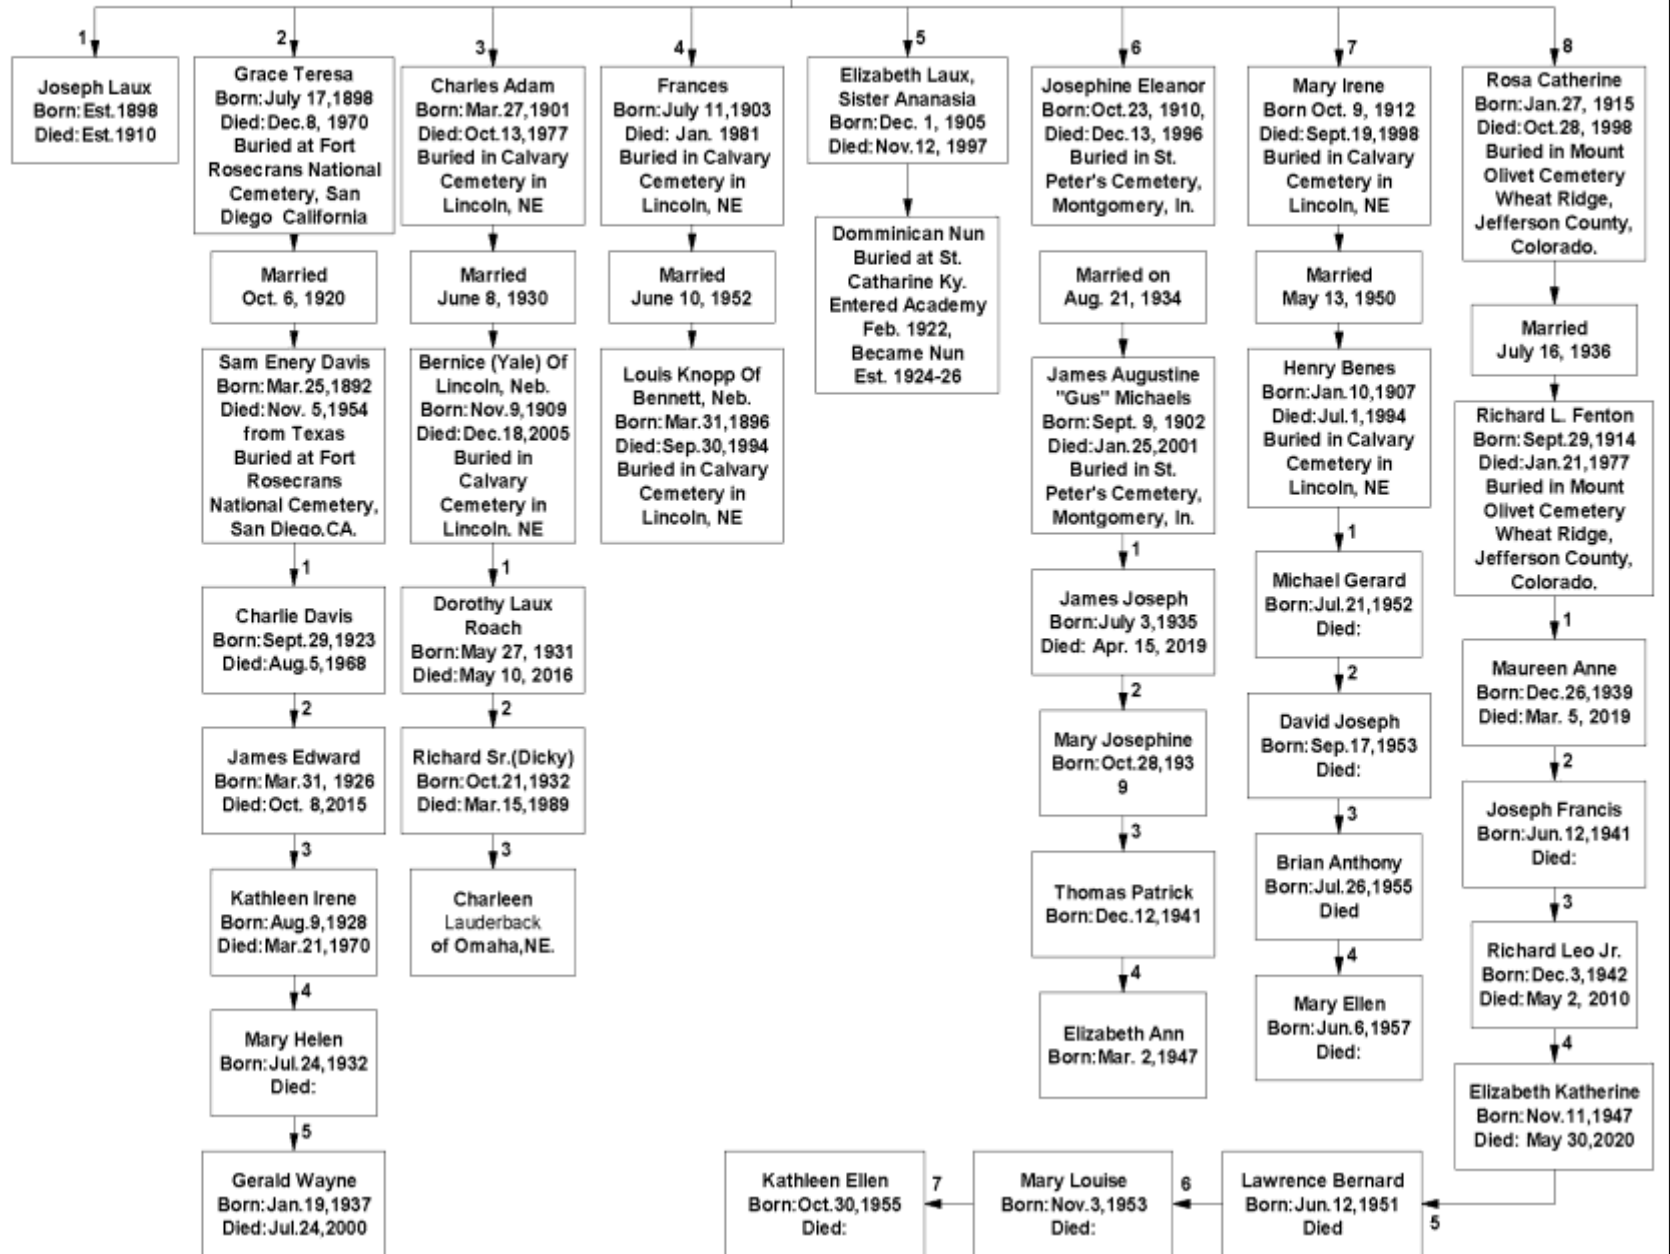 1
Joseph Laux
Born:Est.1898
Died:Est.1910
2
Grace Teresa
Born:July 17,1898
Died:Dec.8, 1970
Buried at Fort
Rosecrans National
Cemetery, San
Diego California
Married
Oct. 6, 1920
Sam Enery Davis
Born:Mar.25,1892
Died:Nov. 5,1954
from Texas
Buried at Fort
Rosecrans
National Cemetery,
San Diego.CA.
1
Charlie Davis
Born:Sept.29,1923
Died:Aug.5,1968
2
James Edward
Born:Mar.31, 1926
Died:Oct. 8,2015
3
Kathleen Irene
Born:Aug.9,1928
Died:Mar.21,1970
4
Mary Helen
Born:Jul.24,1932
Died:
5
Gerald Wayne
Born:Jan.19,1937
Died:Jul.24,2000
3
Charles Adam
Born:Mar.27,1901
Died:Oct.13,1977
Buried in Calvary
Cemetery in
Lincoln, NE
Married
June 8, 1930
Bernice (Yale) Of
Lincoln, Neb.
Born:Nov.9,1909
Died:Dec.18,2005
Buried in
Calvary
Cemetery in
Lincoln. NE
1
Dorothy Laux
Roach
Born:May 27, 1931
Died:May 10, 2016
2
Richard Sr.(Dicky)
Born:Oct.21,1932
Died:Mar.15,1989
3
Charleen
Lauderback
of Omaha,NE.
4
Frances
Born:July 11,1903
Died: Jan. 1981
Buried in Calvary
Cemetery in
Lincoln, NE
Married
June 10, 1952
Louis Knopp Of
Bennett, Neb.
Born:Mar.31,1896
Died:Sep.30,1994
Buried in Calvary
Cemetery in
Lincoln, NE
5
Elizabeth Laux,
Sister Ananasia
Born:Dec. 1, 1905
Died:Nov.12, 1997
Domminican Nun
Buried at St.
Catharine Ky.
Entered Academy
Feb. 1922,
Became Nun
Est. 1924-26
6
Josephine Eleanor
Born:Oct.23, 1910,
Died:Dec.13, 1996
Buried in St.
Peter's Cemetery,
Montgomery, In.
Married on
Aug. 21, 1934
James Augustine
"Gus" Michaels
Born:Sept. 9, 1902
Died:Jan.25,2001
Buried in St.
Peter's Cemetery,
Montgomery, In.
1
James Joseph
Born:July 3,1935
Died: Apr. 15, 2019
2
Mary Josephine
Born:Oct.28,193
9
3
Thomas Patrick
Born:Dec.12,1941
4
Elizabeth Ann
Born:Mar. 2,1947
7
Mary Irene
Born Oct. 9, 1912
Died:Sept.19,1998
Buried in Calvary
Cemetery in
Lincoln, NE
Married
May 13, 1950
Henry Benes
Born:Jan.10,1907
Died:Jul.1,1994
Buried in Calvary
Cemetery in
Lincoln, NE
1
Michael Gerard
Born:Jul.21,1952
Died:
2
David Joseph
Born:Sep.17,1953
Died:
3
Brian Anthony
Born:Jul.26,1955
Died
4
Mary Ellen
Born:Jun.6,1957
Died:
8
Rosa Catherine
Born:Jan.27, 1915
Died:Oct.28, 1998
Buried in Mount
Olivet Cemetery
Wheat Ridge,
Jefferson County,
Colorado.
Married
July 16, 1936
Richard L. Fenton
Born:Sept.29,1914
Died:Jan.21,1977
Buried in Mount
Olivet Cemetery
Wheat Ridge,
Jefferson County,
Colorado.
1
Maureen Anne
Born:Dec.26,1939
Died:Mar. 5, 2019
2
Joseph Francis
Born:Jun.12,1941
Died:
3
Richard Leo Jr.
Born:Dec.3,1942
Died:May 2, 2010
4
Elizabeth Katherine
Born:Nov.11,1947
Died: May 30,2020
5
Lawrence Bernard
Born:Jun.12,1951
Died
6
Mary Louise
Born:Nov.3,1953
Died:
7
Kathleen Ellen
Born:Oct.30,1955
Died: